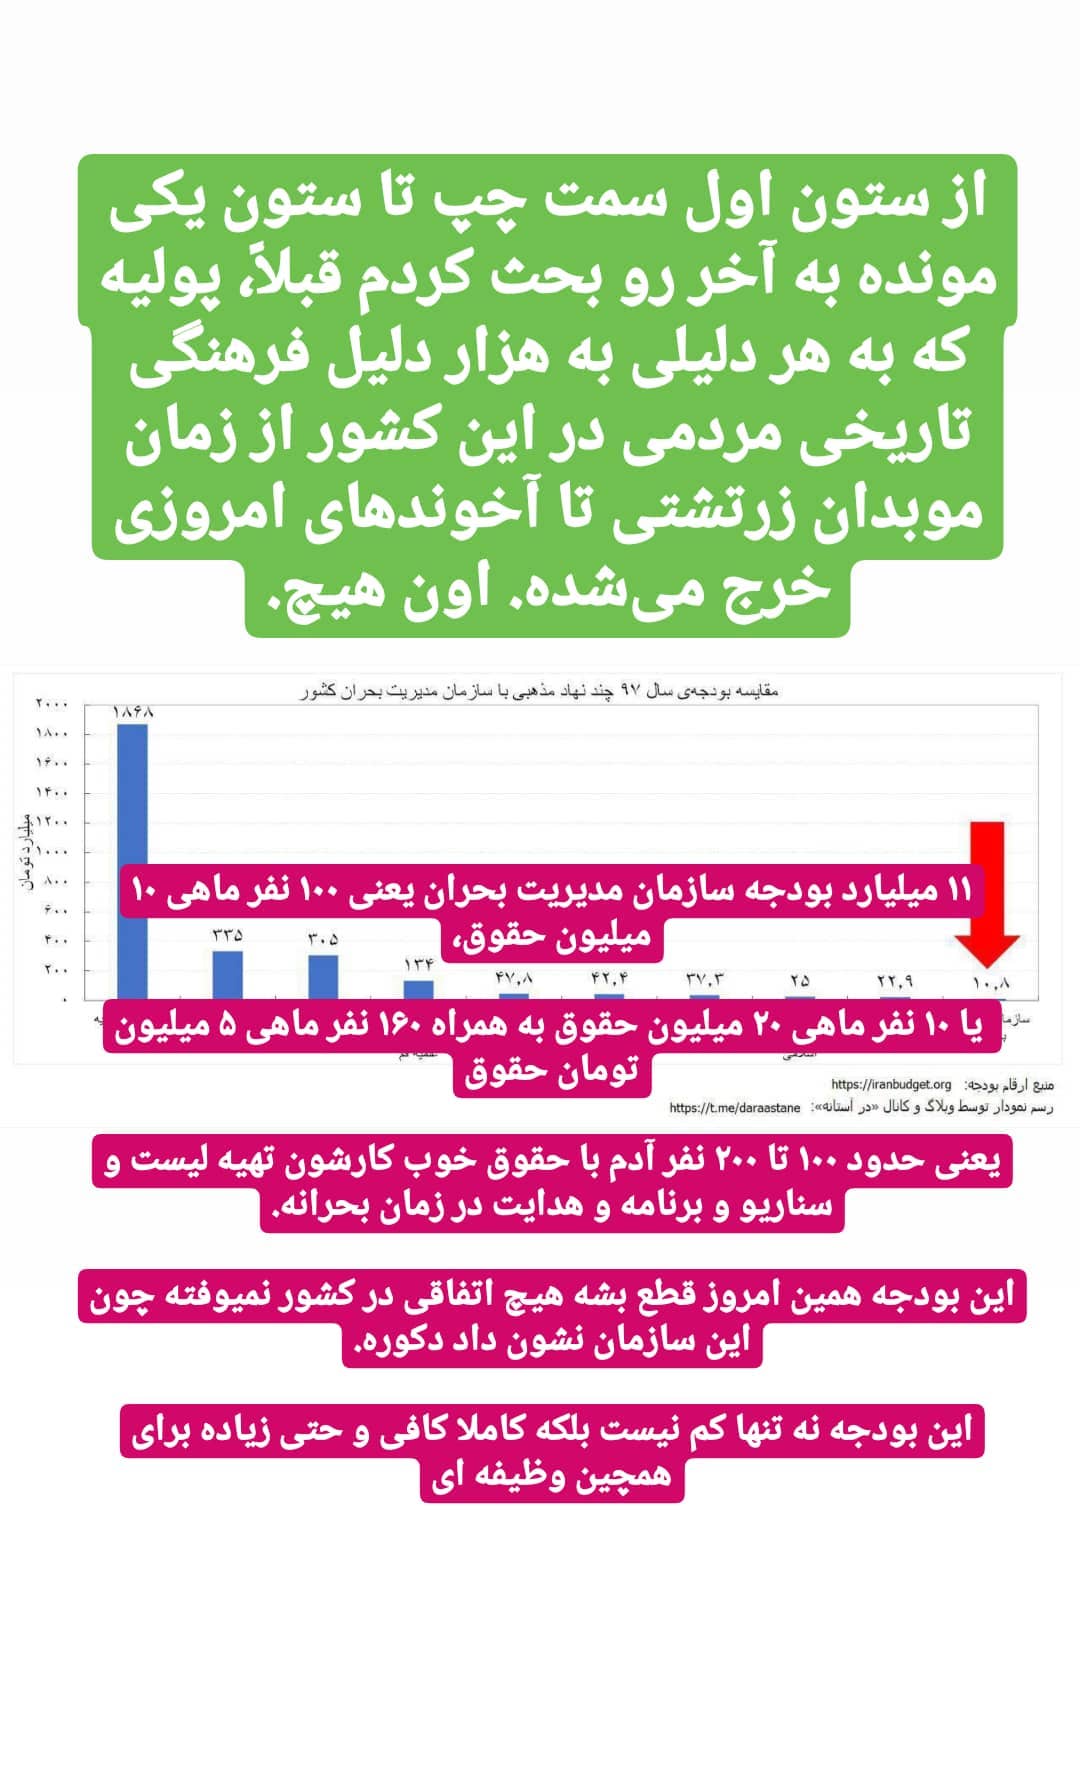 از ستون اول سمت چپ تا ستون یکی
مونده به آخر رو بحث کردم قبلاً، پولیه
که به هر دلیلی به هزار دلیل فرهنگی
تاریخی مردمی در این کشور از زمان
موبدان زرتشتی تا آخوندهای امروزی
خرج می‌شده. اون هیچ.
مقایسه بودجه‌ی سال ۹۷ چند نهاد مذهبی با سازمان مدیریت بحران کشور
میلیارد تومان
۲۰۰۰
۱۸۰۰
۱۶۰۰
۱۴۰۰
۱۲۰۰
۱۰۰۰
۸۰۰
۶۰۰
۴۰۰
۲۰۰
۰
۱۸۶۸
۳۳۵
۳۰۵
۱۳۴
۴۷,۸
۴۲,۴
۳۷,۳
۲۵
۲۲,۹
۱۰,۸
۱۱ میلیارد بودجه سازمان مدیریت بحران یعنی ۱۰۰ نفر ماهی ۱۰
میلیون حقوق،
یا ۱۰ نفر ماهی ۲۰ میلیون حقوق به همراه ۱۶۰ نفر ماهی ۵ میلیون
تومان حقوق
منبع ارقام بودجه: https://iranbudget.org
رسم نمودار توسط وبلاگ و کانال «در آستانه»: https://t.me/daraastane
یعنی حدود ۱۰۰ تا ۲۰۰ نفر آدم با حقوق خوب کارشون تهیه لیست و
سناریو و برنامه و هدایت در زمان بحرانه.
این بودجه همین امروز قطع بشه هیچ اتفاقی در کشور نمیوفته چون
این سازمان نشون داد دکوره.
این بودجه نه تنها کم نیست بلکه کاملا کافی و حتی زیاده برای
همچین وظیفه ای